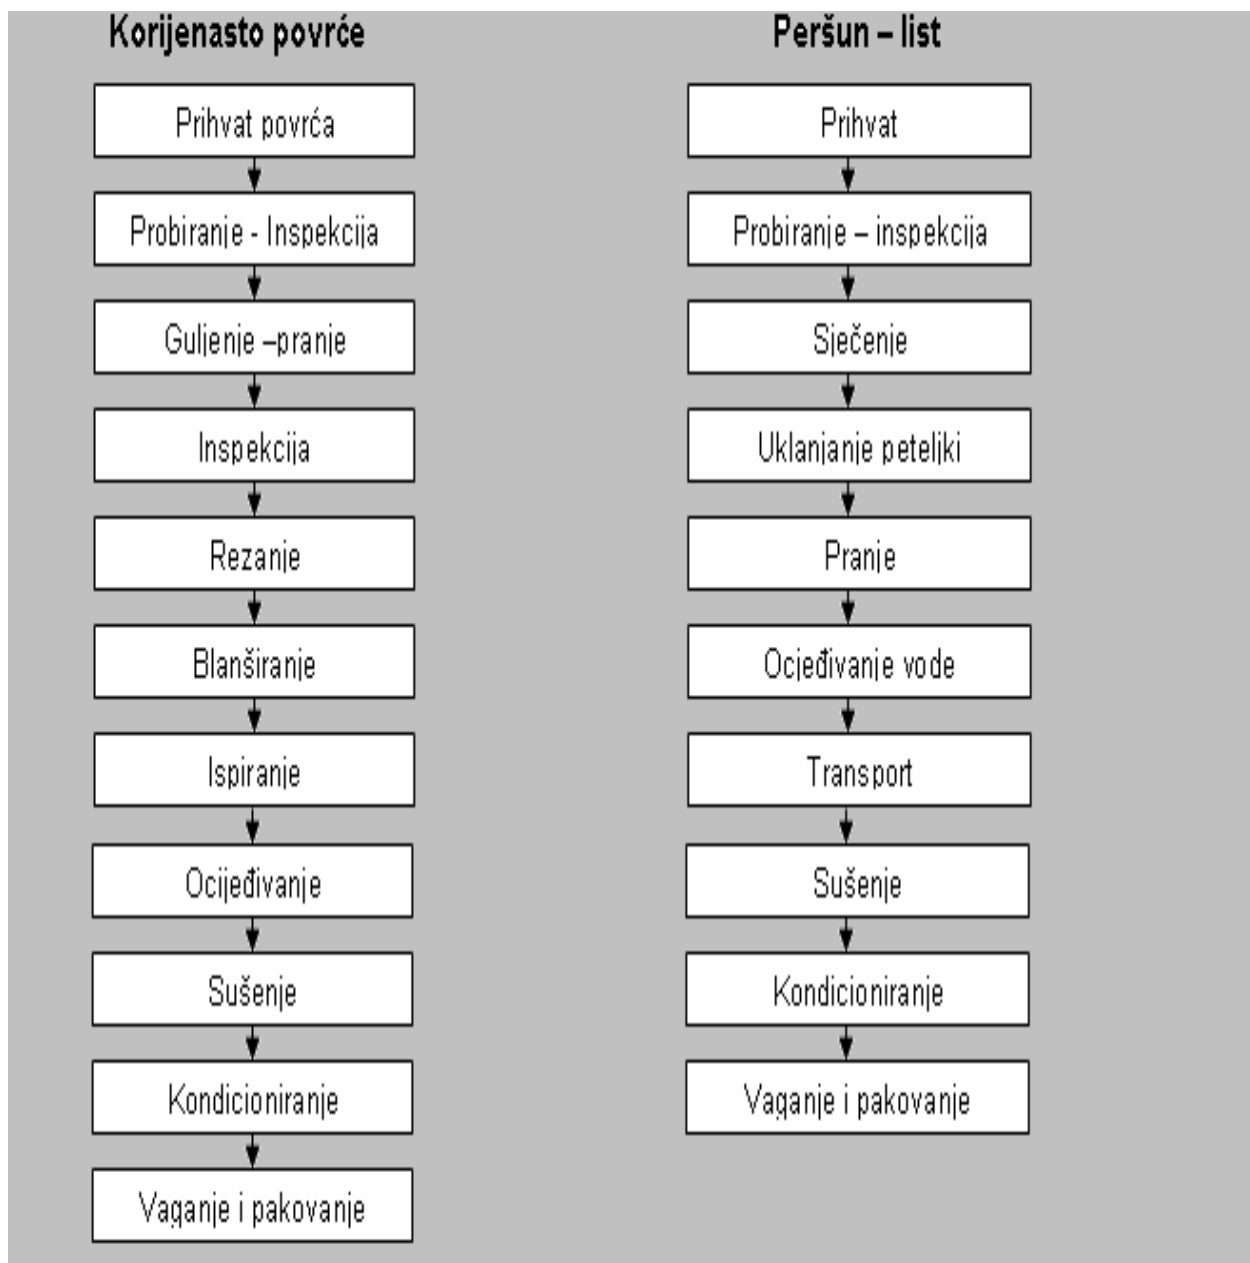 Korijenasto povrće
Prihvat povrća
Probiranje - Inspekcija
Guljenje –pranje
Inspekcija
Rezanje
Blanširanje
Ispiranje
Ocijeđivanje
Sušenje
Kondicioniranje
Vaganje i pakovanje
Peršun – list
Prihvat
Probiranje – inspekcija
Sječenje
Uklanjanje peteljki
Pranje
Ocjeđivanje vode
Transport
Sušenje
Kondicioniranje
Vaganje i pakovanje